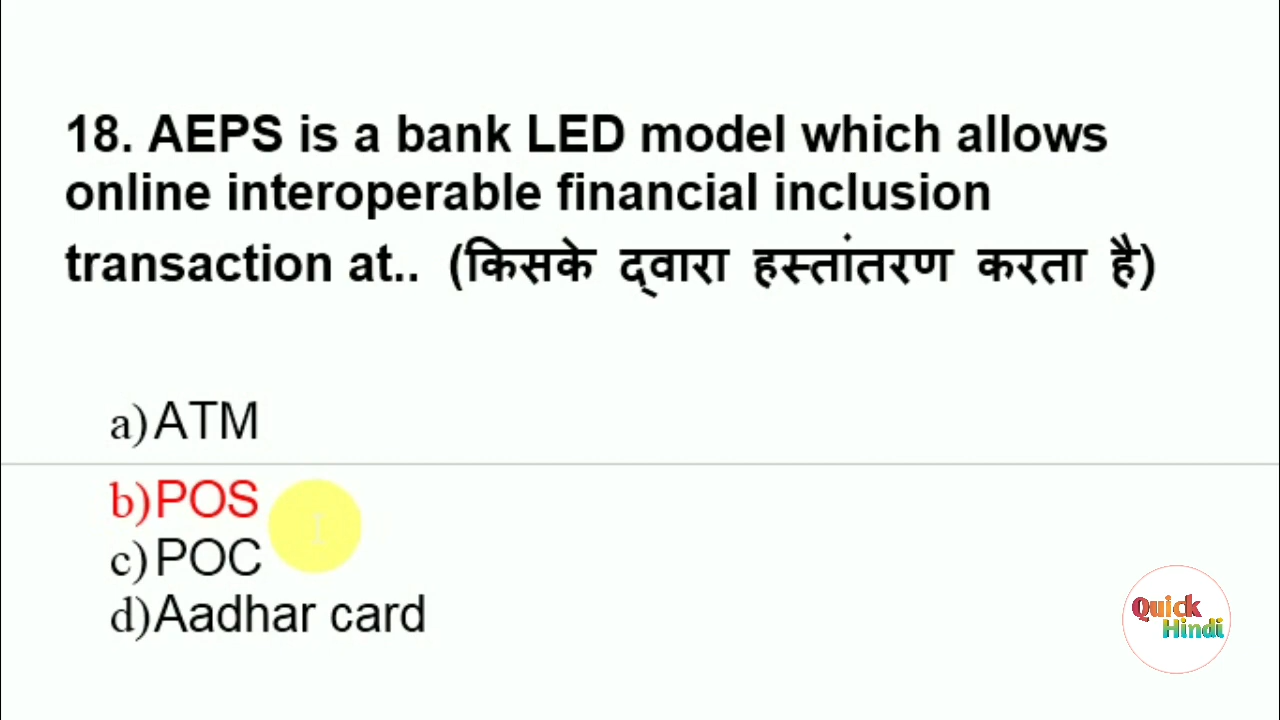 18. AEPS is a bank LED model which allows
online interoperable financial inclusion
transaction at.. (किसके द्वारा हस्तांतरण करता है)
a) ATM
b) POS
c) POC
d) Aadhar card
Quick
Hindi